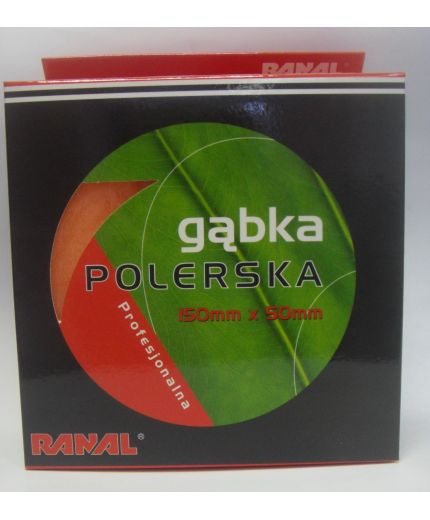 RANAL
gąbka
POLERSKA
150mm x 50mm
Profesjonalna
RANAL®